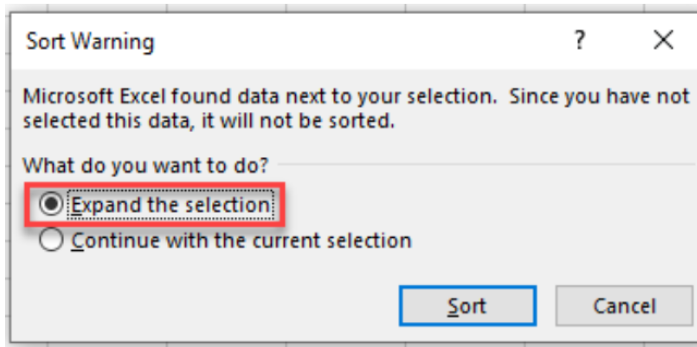 Sort Warning ?
Microsoft Excel found data next to your selection. Since you have not
selected this data, it will not be sorted.
What do you want to do?
Expand the selection
Continue with the current selection
Sort Cancel